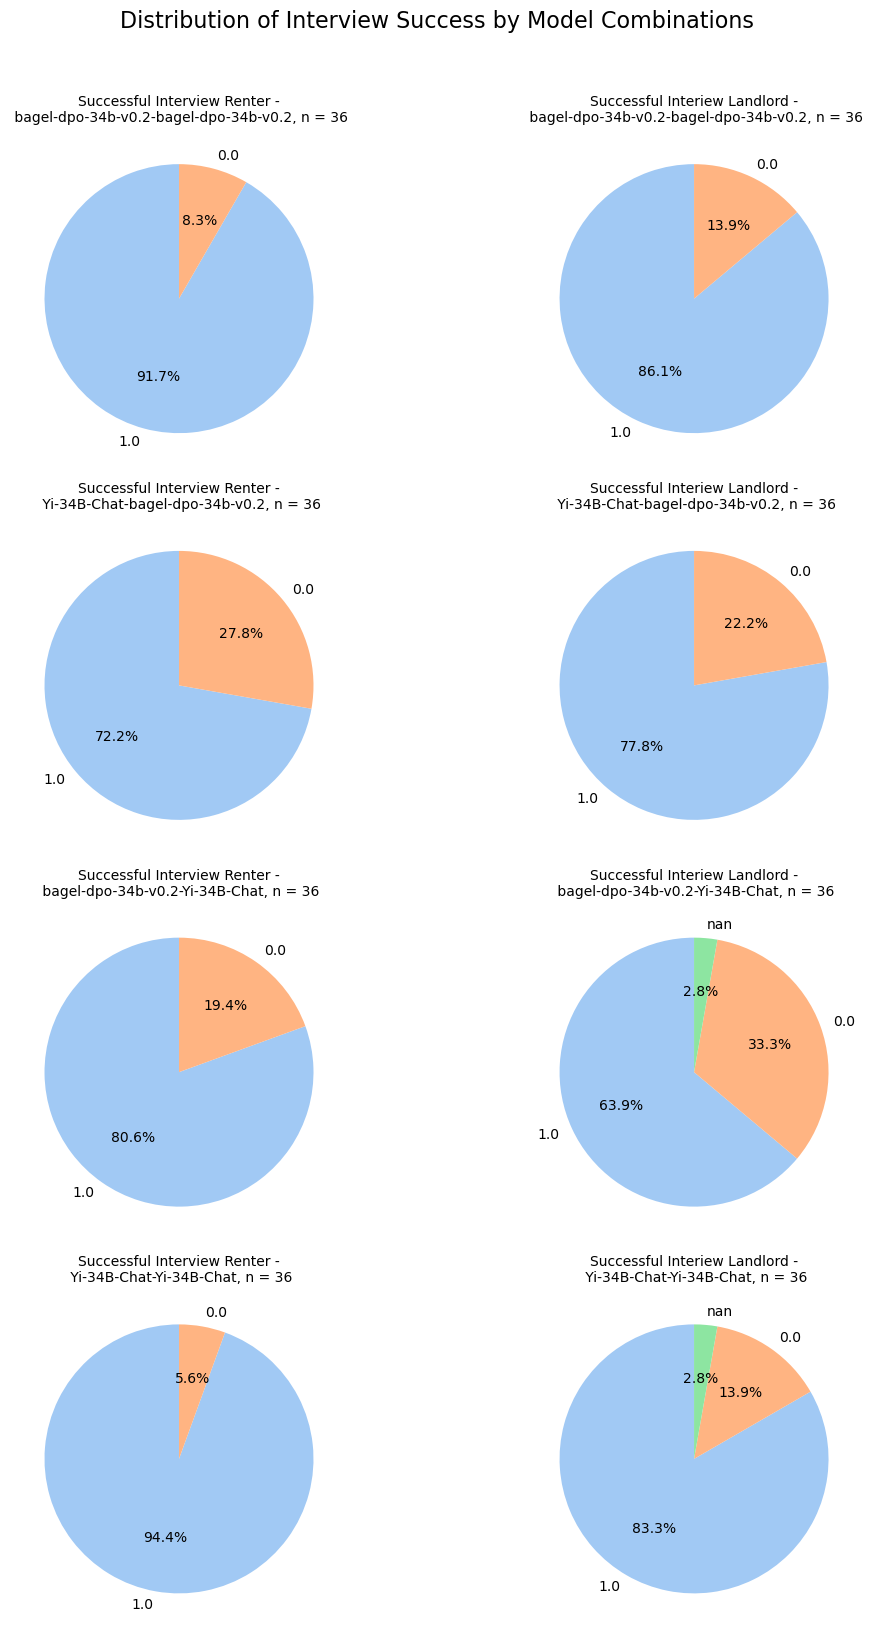 Distribution of Interview Success by Model Combinations
Successful Interview Renter -
bagel-dpo-34b-v0.2-bagel-dpo-34b-v0.2, n = 36
0.0
8.3%
91.7%
1.0
Successful Interiew Landlord -
bagel-dpo-34b-v0.2-bagel-dpo-34b-v0.2, n = 36
0.0
13.9%
86.1%
1.0
Successful Interview Renter -
Yi-34B-Chat-bagel-dpo-34b-v0.2, n = 36
0.0
27.8%
72.2%
1.0
Successful Interiew Landlord -
Yi-34B-Chat-bagel-dpo-34b-v0.2, n = 36
0.0
22.2%
77.8%
1.0
Successful Interview Renter -
bagel-dpo-34b-v0.2-Yi-34B-Chat, n = 36
0.0
19.4%
80.6%
1.0
Successful Interiew Landlord -
bagel-dpo-34b-v0.2-Yi-34B-Chat, n = 36
nan
2.8%
0.0
33.3%
63.9%
1.0
Successful Interview Renter -
Yi-34B-Chat-Yi-34B-Chat, n = 36
0.0
5.6%
94.4%
1.0
Successful Interiew Landlord -
Yi-34B-Chat-Yi-34B-Chat, n = 36
nan
0.0
2.8%
13.9%
83.3%
1.0